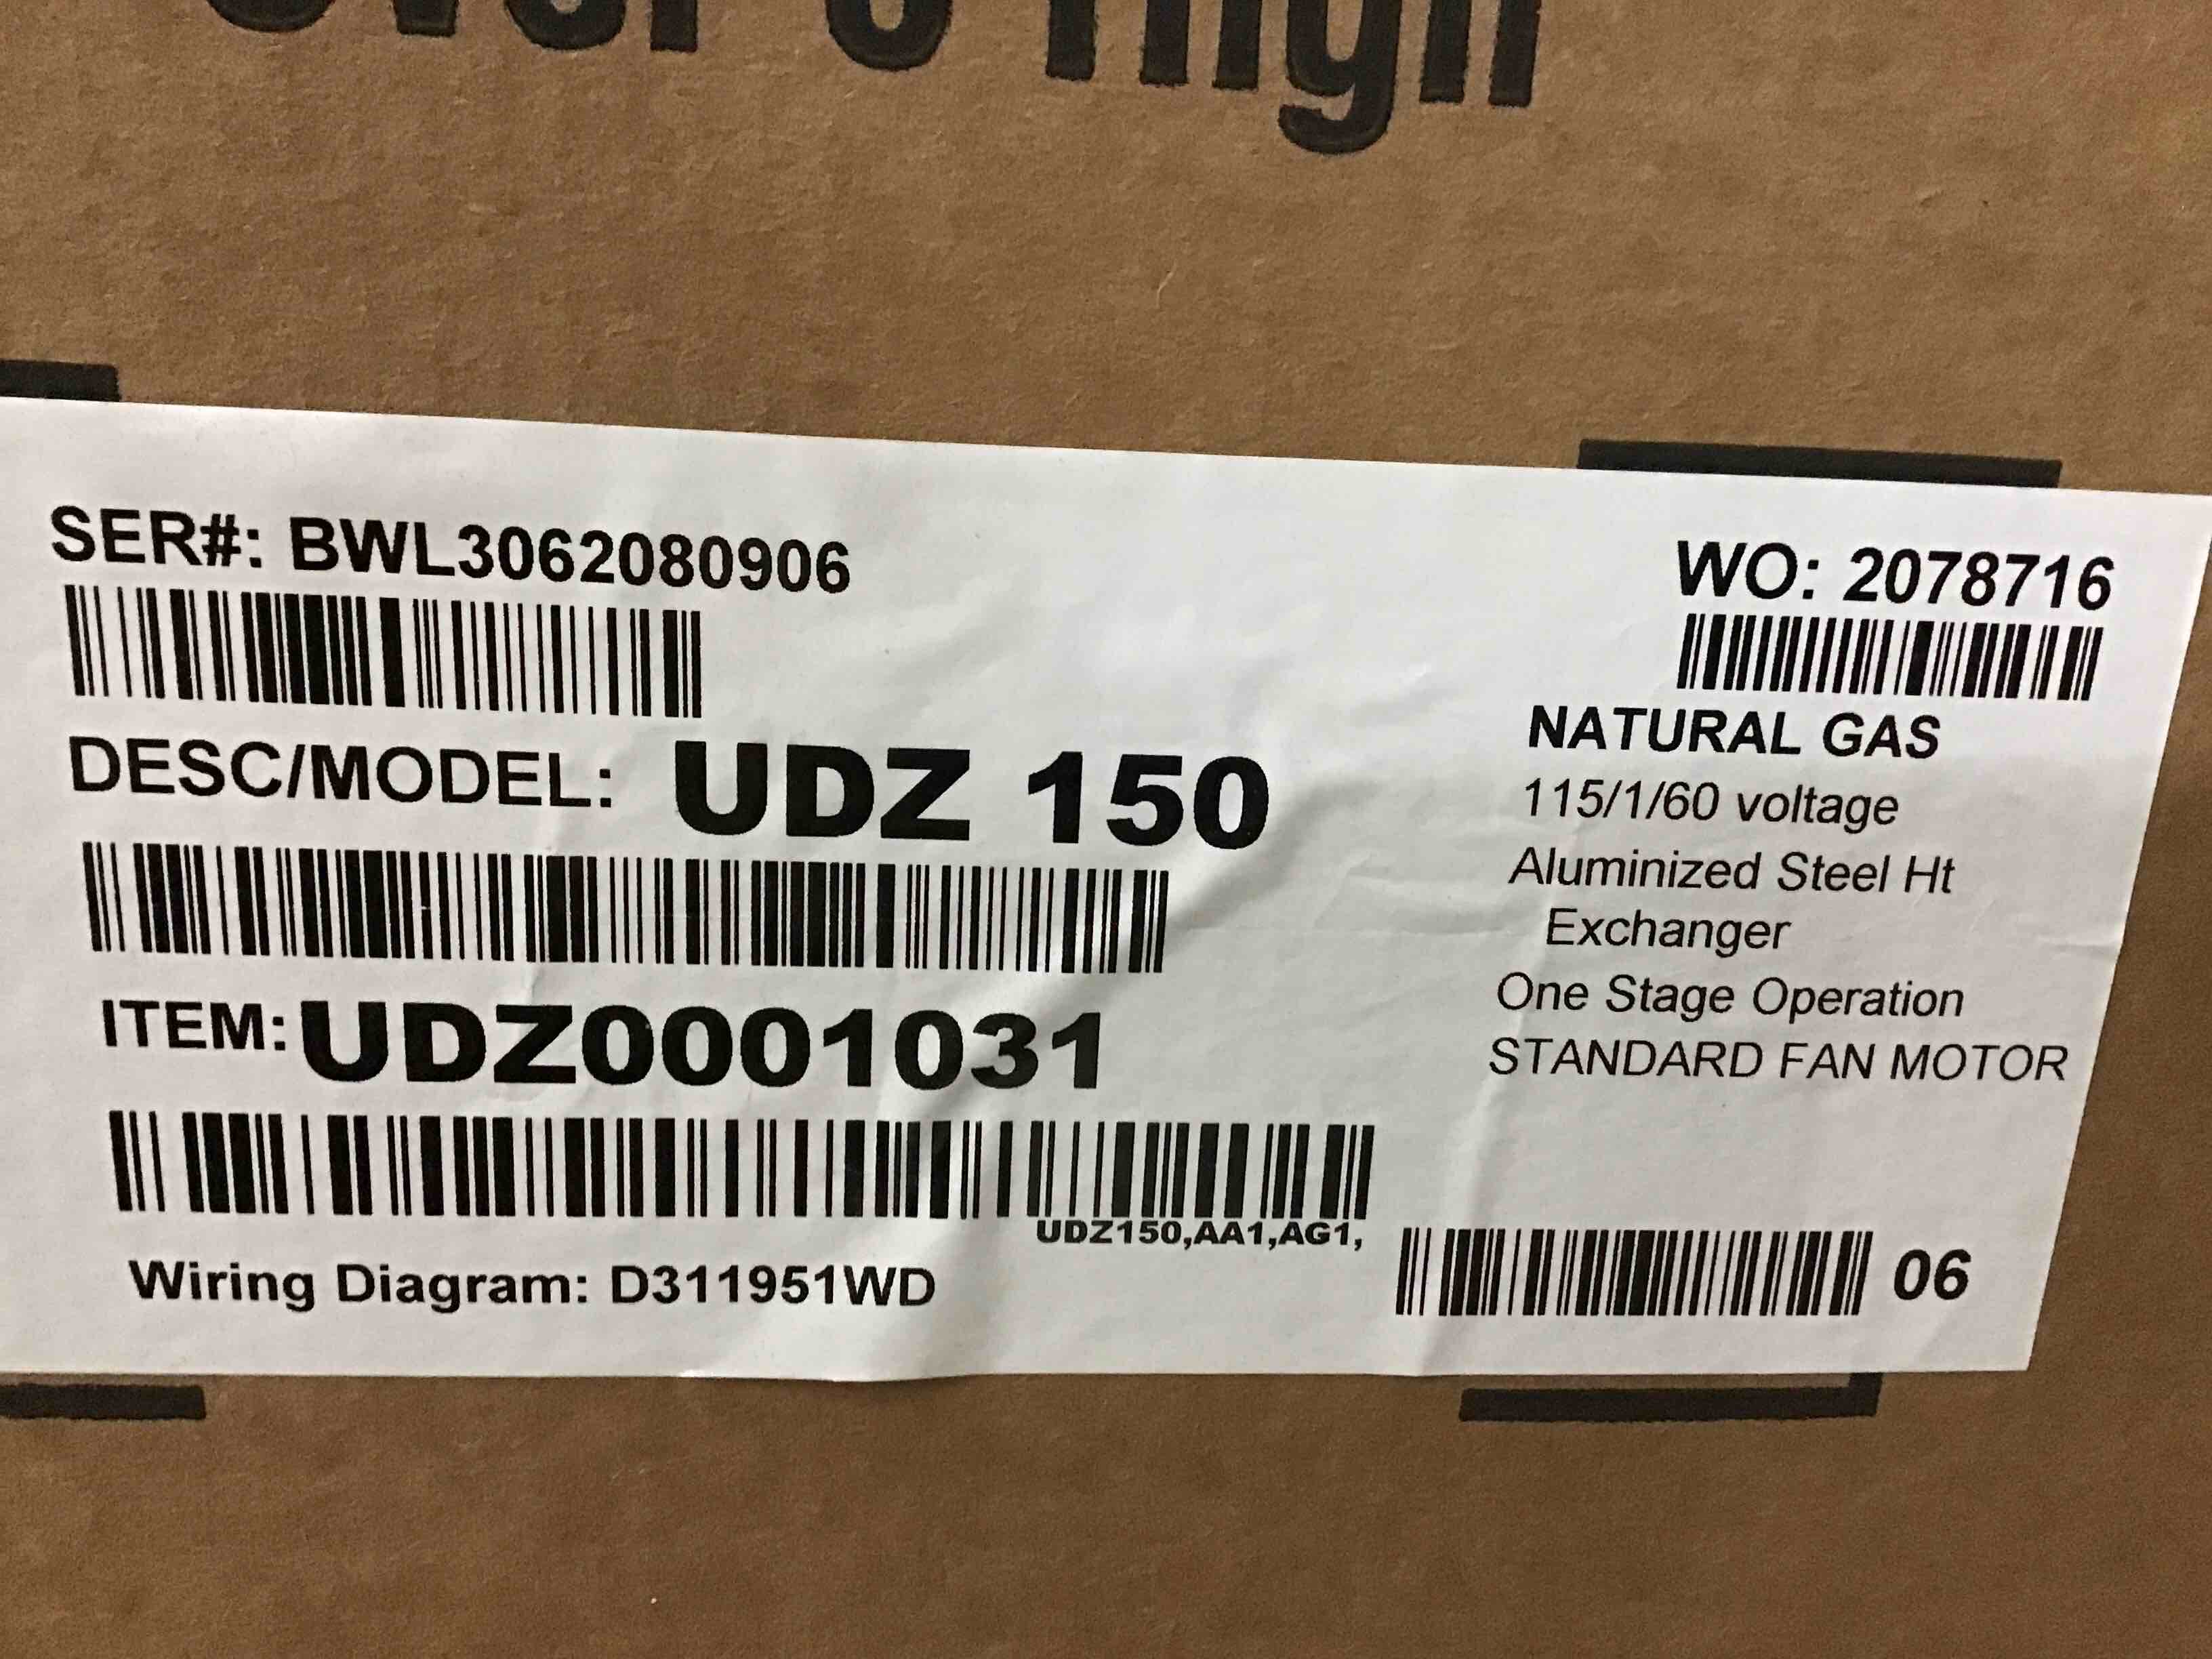 SER#: BWL3062080906
WO: 2078716
DESC/MODEL: UDZ 150
NATURAL GAS
115/1/60 voltage
Aluminized Steel Ht
Exchanger
One Stage Operation
STANDARD FAN MOTOR
ITEM: UDZ0001031
UDZ150,AA1,AG1,
Wiring Diagram: D311951WD
06